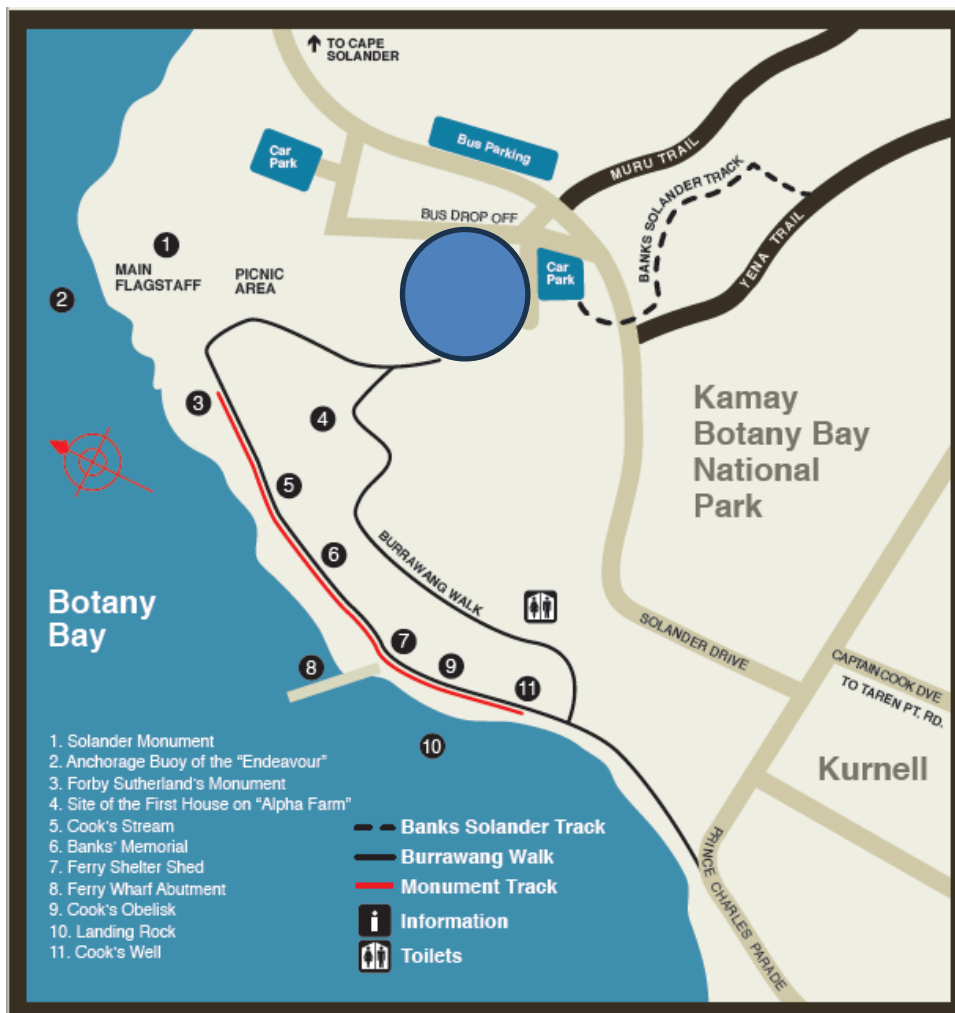 TO CAPE
SOLANDER
Bus Parking
Car
Park
MURU TRAIL
BANKS SOLANDER TRACK
BUS DROP OFF
YENA TRAIL
1
MAIN
FLAGSTAFF
PICNIC
AREA
Car
Park
2
3
4
Kamay
Botany Bay
National
Park
5
6
BURRAWANG WALK
Botany
Bay
7
8
9
11
10
SOLANDER DRIVE
CAPTAIN COOK DVE
TO TAREN PT. RD.
Kurnell
PRINCE CHARLES PARADE
1. Solander Monument
2. Anchorage Buoy of the “Endeavour”
3. Forby Sutherland's Monument
4. Site of the First House on “Alpha Farm”
5. Cook's Stream
6. Banks' Memorial
7. Ferry Shelter Shed
8. Ferry Wharf Abutment
9. Cook's Obelisk
10. Landing Rock
11. Cook's Well
Banks Solander Track
Burrawang Walk
Monument Track
i Information
Toilets